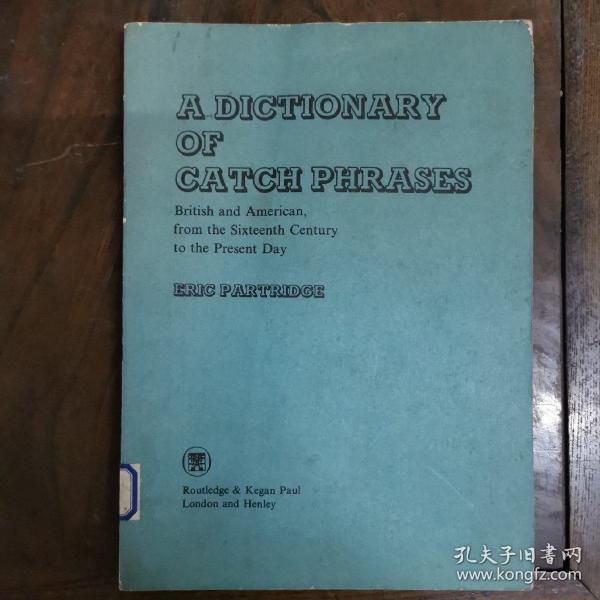 A DICTIONARY
OF
CATCH PHRASES
British and American,
from the Sixteenth Century
to the Present Day
ERIC PARTRIDGE
Routledge & Kegan Paul
London and Henley
孔夫子旧书网
www.kongfz.com